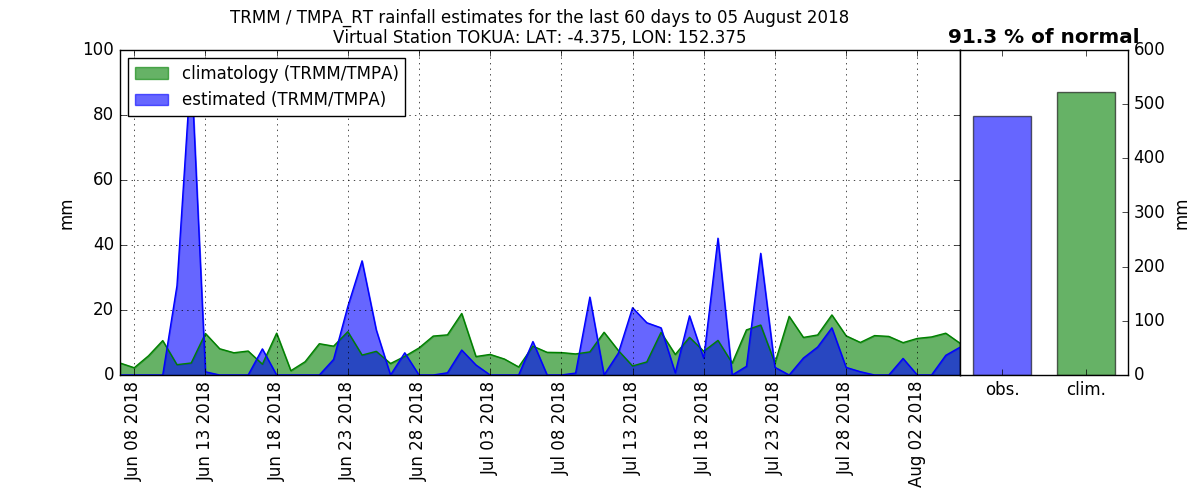 TRMM / TMPA_RT rainfall estimates for the last 60 days to 05 August 2018
Virtual Station TOKUA: LAT: -4.375, LON: 152.375
91.3 % of normal
climatology (TRMM/TMPA)
estimated (TRMM/TMPA)
100
80
60
40
20
0
mm
Jun 08 2018
Jun 13 2018
Jun 18 2018
Jun 23 2018
Jun 28 2018
Jul 03 2018
Jul 08 2018
Jul 13 2018
Jul 18 2018
Jul 23 2018
Jul 28 2018
Aug 02 2018
obs.
clim.
600
500
400
300
200
100
0
mm